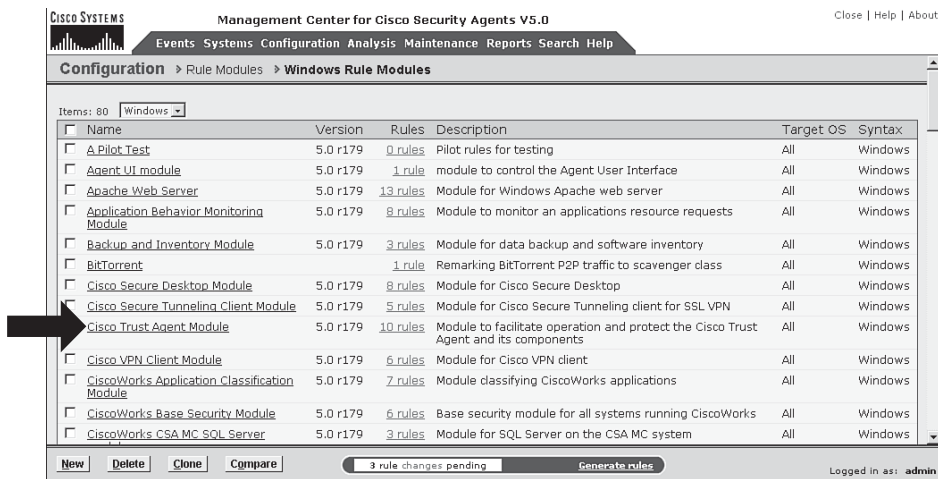 CISCO SYSTEMS
Management Center for Cisco Security Agents V5.0
Close | Help | About
Events Systems Configuration Analysis Maintenance Reports Search Help
Configuration > Rule Modules > Windows Rule Modules
Items: 80 Windows
Name Version Rules Description Target OS Syntax
A Pilot Test 5.0 r179 0 rules Pilot rules for testing All Windows
Agent UI module 5.0 r179 1 rule module to control the Agent User Interface All Windows
Apache Web Server 5.0 r179 13 rules Module for Windows Apache web server All Windows
Application Behavior Monitoring 5.0 r179 8 rules Module to monitor an applications resource requests All Windows
Module
Backup and Inventory Module 5.0 r179 3 rules Module for data backup and software inventory All Windows
BitTorrent 1 rule Remarking BitTorrent P2P traffic to scavenger class All Windows
Cisco Secure Desktop Module 5.0 r179 8 rules Module for Cisco Secure Desktop All Windows
Cisco Secure Tunneling Client Module 5.0 r179 5 rules Module for Cisco Secure Tunneling client for SSL VPN All Windows
Cisco Trust Agent Module 5.0 r179 10 rules Module to facilitate operation and protect the Cisco Trust All Windows
Agent and its components
Cisco VPN Client Module 5.0 r179 6 rules Module for Cisco VPN client All Windows
CiscoWorks Application Classification 5.0 r179 7 rules Module classifying CiscoWorks applications All Windows
Module
CiscoWorks Base Security Module 5.0 r179 6 rules Base security module for all systems running CiscoWorks All Windows
CiscoWorks CSA MC SQL Server 5.0 r179 3 rules Module for SQL Server on the CSA MC system All Windows
New Delete Clone Compare 3 rule changes pending Generate rules
Logged in as: admin